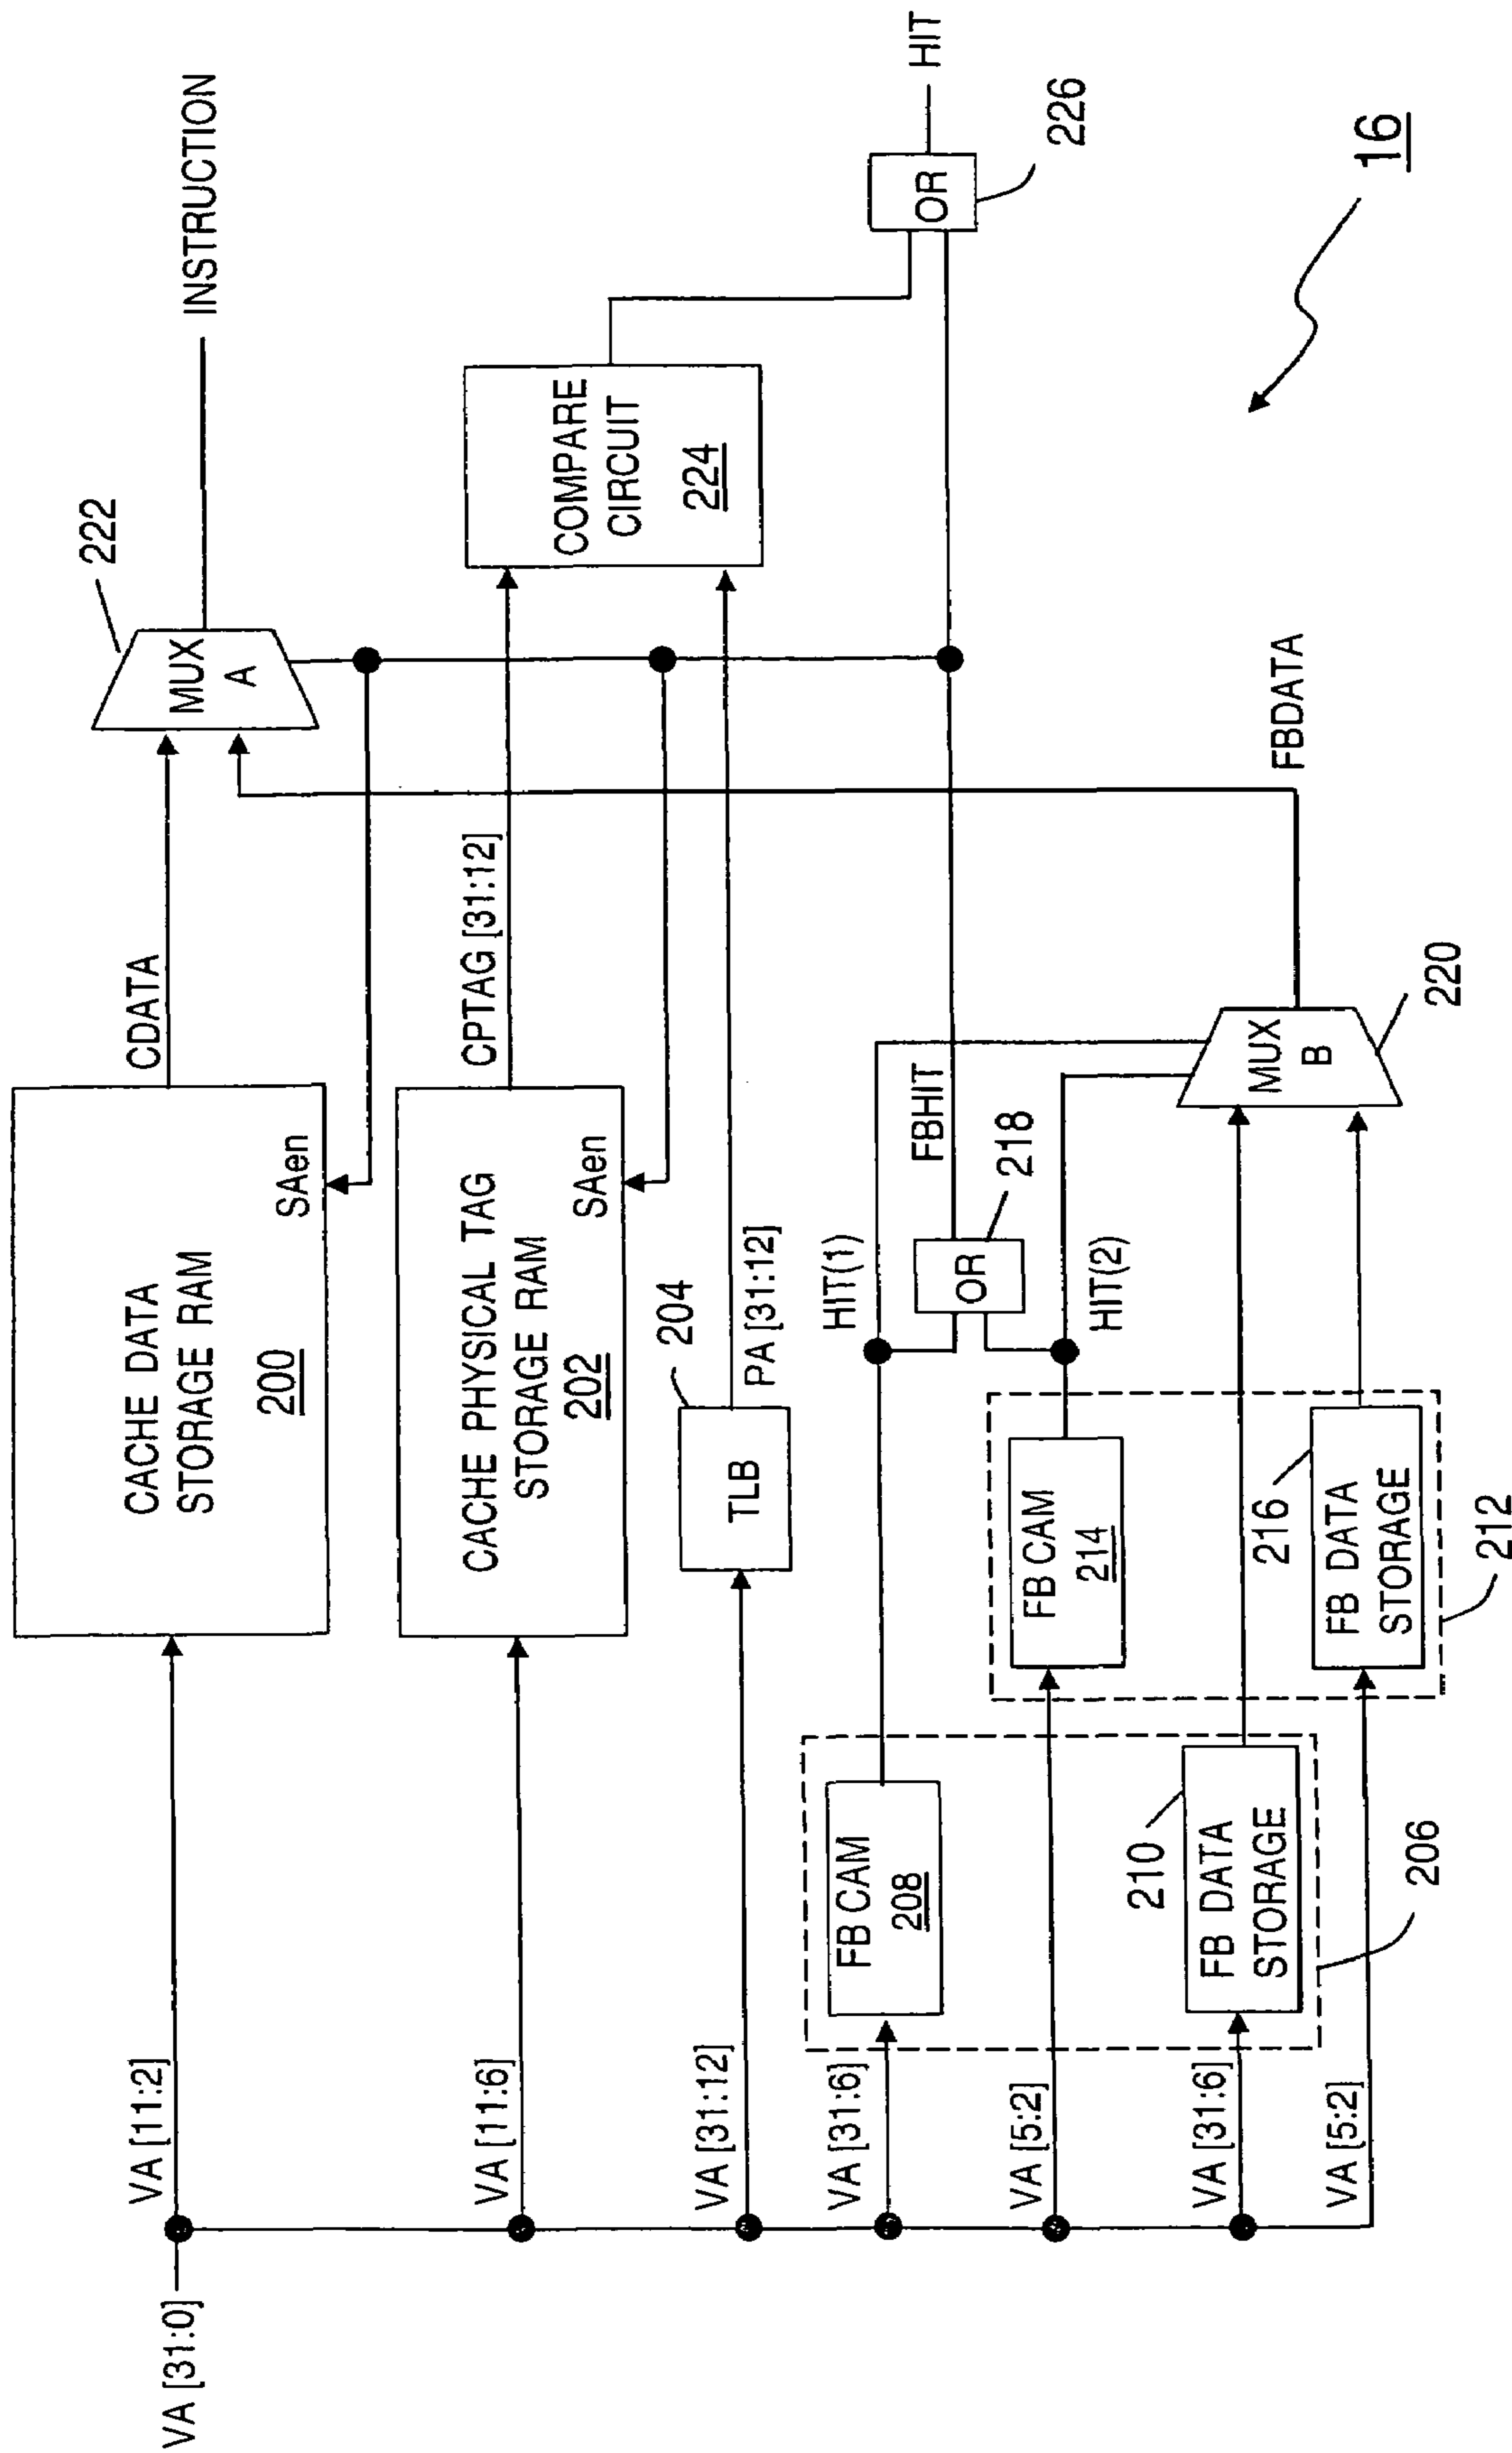 VA [31:0]
VA [11:2]
CACHE DATA
STORAGE RAM
200
SAen
CDATA
222
MUX
A
INSTRUCTION
VA [11:6]
CACHE PHYSICAL TAG
STORAGE RAM
202
SAen
CPTAG [31:12]
COMPARE
CIRCUIT
224
VA [31:12]
TLB
204
PA [31:12]
OR
HIT
226
VA [31:6]
FB CAM
208
HIT(1)
OR
FBHIT
218
VA [5:2]
FB CAM
214
HIT(2)
VA [31:6]
210
FB DATA
STORAGE
206
MUX
B
220
FBDATA
VA [5:2]
216
FB DATA
STORAGE
212
16